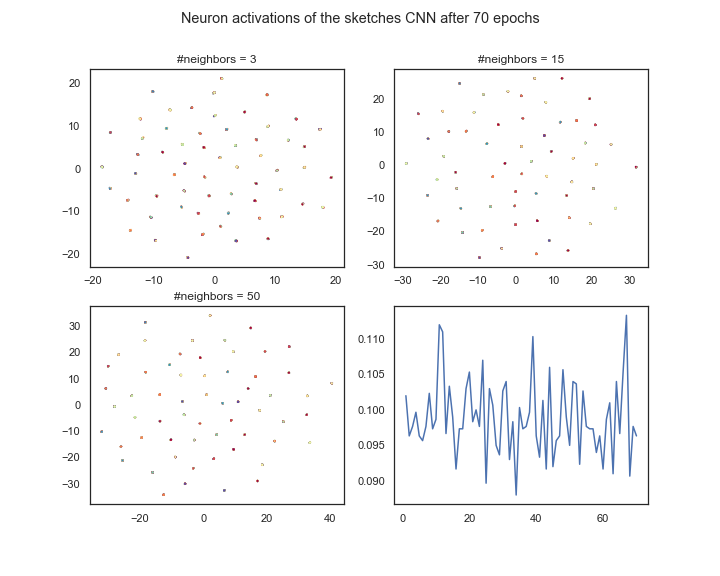 Neuron activations of the sketches CNN after 70 epochs
#neighbors = 3
20
10
0
−10
−20
−20 −10 0 10 20
#neighbors = 15
20
10
0
−10
−20
−30
−30 −20 −10 0 10 20 30
#neighbors = 50
30
20
10
0
−10
−20
−30
−20 0 20 40
0.110
0.105
0.100
0.095
0.090
0 20 40 60